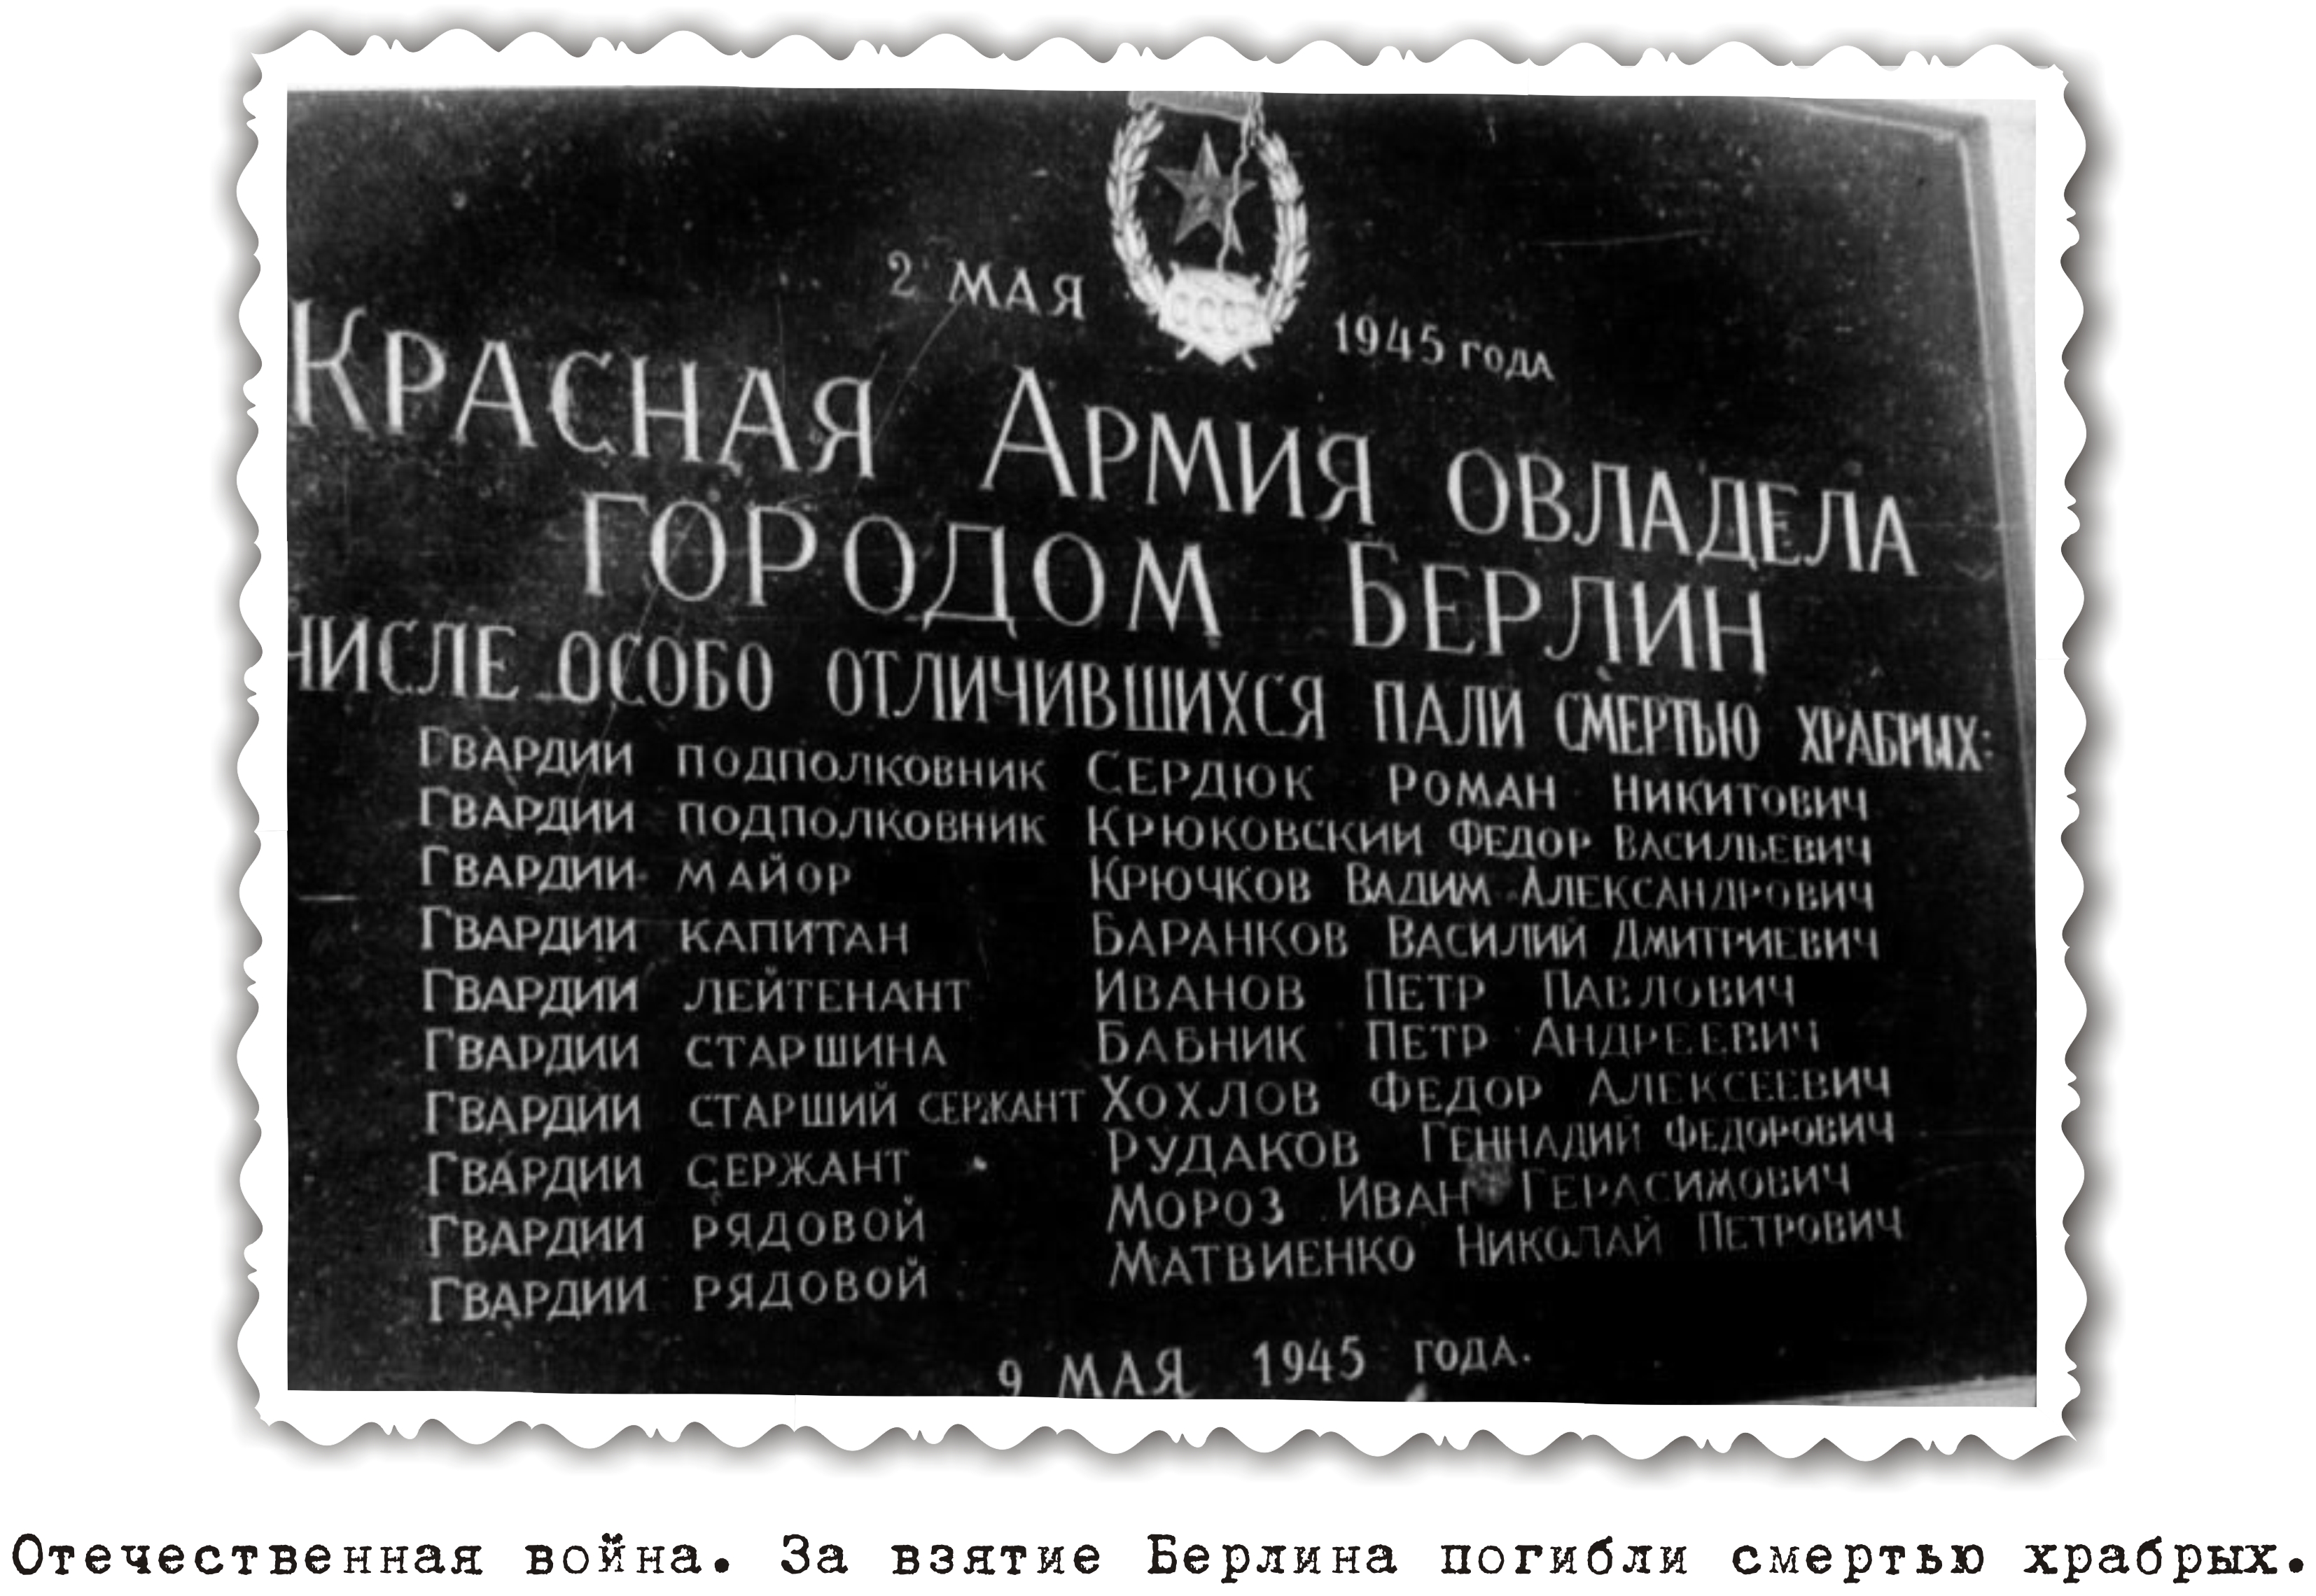 2 МАЯ 1945 ГОДА
СССР
КРАСНАЯ АРМИЯ ОВЛАДЕЛА
ГОРОДОМ БЕРЛИН
ЧИСЛЕ ОСОБО ОТЛИЧИВШИХСЯ ПАЛИ СМЕРТЬЮ ХРАБРЫХ:
ГВАРДИИ ПОДПОЛКОВНИК СЕРДЮК РОМАН НИКИТОВИЧ
ГВАРДИИ ПОДПОЛКОВНИК КРЮКОВСКИИ ФЕДОР ВАСИЛЬЕВИЧ
ГВАРДИИ МАЙОР КРЮЧКОВ ВАДИМ АЛЕКСАНДРОВИЧ
ГВАРДИИ КАПИТАН БАРАНКОВ ВАСИЛИЙ ДМИТРИЕВИЧ
ГВАРДИИ ЛЕЙТЕНАНТ ИВАНОВ ПЕТР ПАВЛОВИЧ
ГВАРДИИ СТАРШИНА ПЕТР АНДРЕЕВИЧ
ГВАРДИИ СТАРШИЙ СЕРЖАНТ ХОХЛОВ ФЕДОР АЛЕКСЕЕВИЧ
ГВАРДИИ СЕРЖАНТ РУДАКОВ ГЕННАДИЙ ФЕДОРОВИЧ
ГВАРДИИ РЯДОВОЙ МОРОЗ ИВАН ГЕРАСИМОВИЧ
ГВАРДИИ РЯДОВОЙ МАТВИЕНКО НИКОЛАЙ ПЕТРОВИЧ
9 МАЯ 1945 ГОДА.
Отечественная война. За взятие Берлина погибли смертью храбрых.